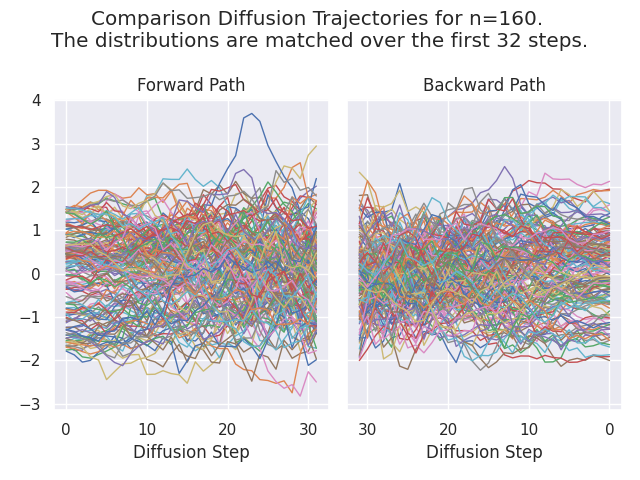 Comparison Diffusion Trajectories for n=160.
The distributions are matched over the first 32 steps.
Forward Path
Backward Path
4
3
2
1
0
−1
−2
−3
0 10 20 30
30 20 10 0
Diffusion Step
Diffusion Step